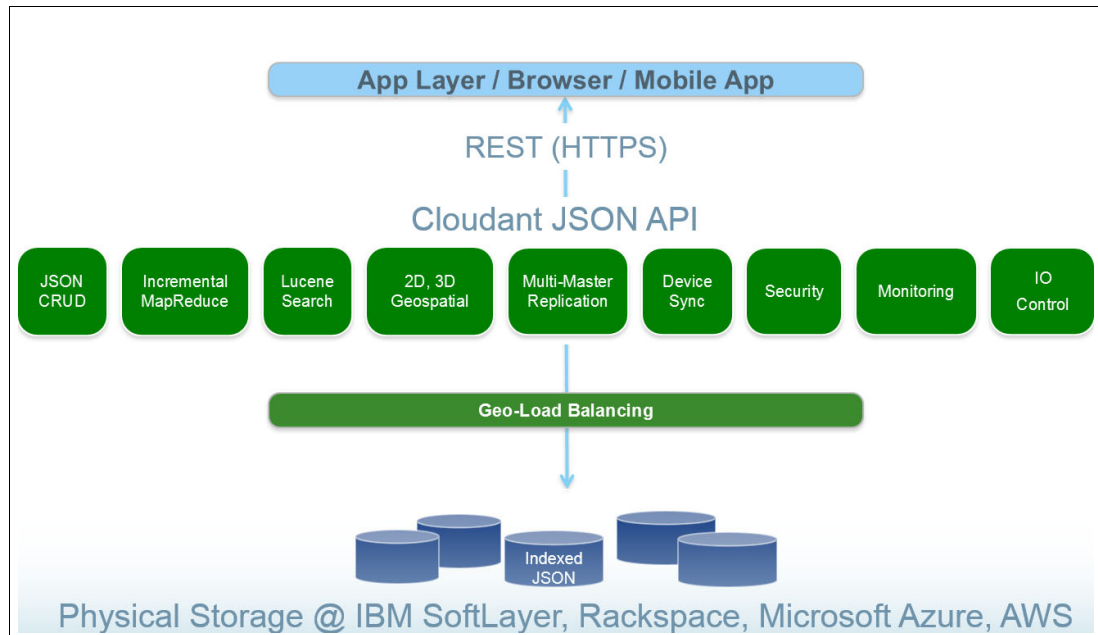 App Layer / Browser / Mobile App
REST (HTTPS)
Cloudant JSON API
JSON
CRUD
Incremental
MapReduce
Lucene
Search
2D, 3D
Geospatial
Multi-Master
Replication
Device
Sync
Security
Monitoring
IO
Control
Geo-Load Balancing
Indexed
JSON
Physical Storage @ IBM SoftLayer, Rackspace, Microsoft Azure, AWS